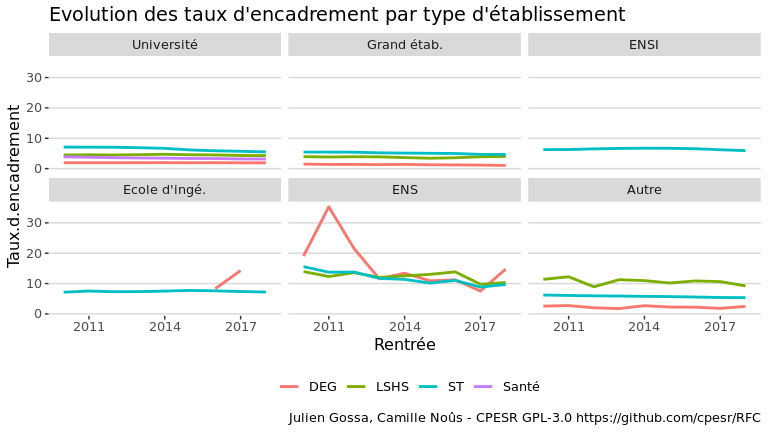 Evolution des taux d'encadrement par type d'établissement
Université Grand étab. ENSI
30
20
10
0
Ecole d'ingé. ENS Autre
30
20
10
0
2011 2014 2017 2011 2014 2017 2011 2014 2017
Taux.d.encadrement
Rentrée
DEG LSHS ST Santé
Julien Gossa, Camille Noûs - CPESR GPL-3.0 https://github.com/cpesr/RFC